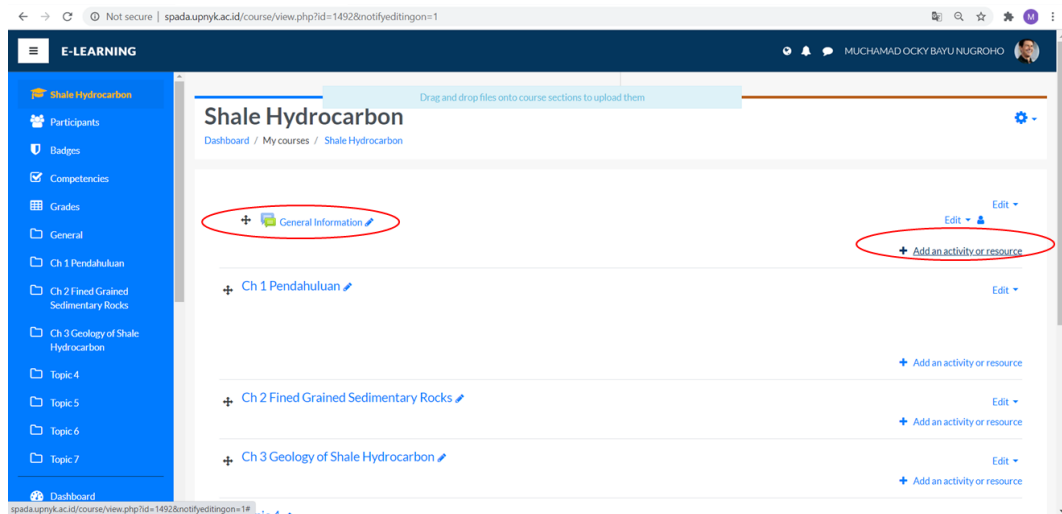 Not secure | spada.upnyk.ac.id/course/view.php?id=1492&notifyeditingon=1
M
E-LEARNING
MUCHAMAD OCKY BAYU NUGROHO
Shale Hydrocarbon
Participants
Badges
Competencies
Grades
General
Ch 1 Pendahuluan
Ch 2 Fined Grained
Sedimentary Rocks
Ch 3 Geology of Shale
Hydrocarbon
Topic 4
Topic 5
Topic 6
Topic 7
Dashboard
spada.upnyk.ac.id/course/view.php?id=1492&notifyeditingon=1#
Drag and drop files onto course sections to upload them
Shale Hydrocarbon
Dashboard / My courses / Shale Hydrocarbon
Edit
General Information
Edit
Add an activity or resource
Ch 1 Pendahuluan
Edit
Add an activity or resource
Ch 2 Fined Grained Sedimentary Rocks
Edit
Add an activity or resource
Ch 3 Geology of Shale Hydrocarbon
Edit
Add an activity or resource